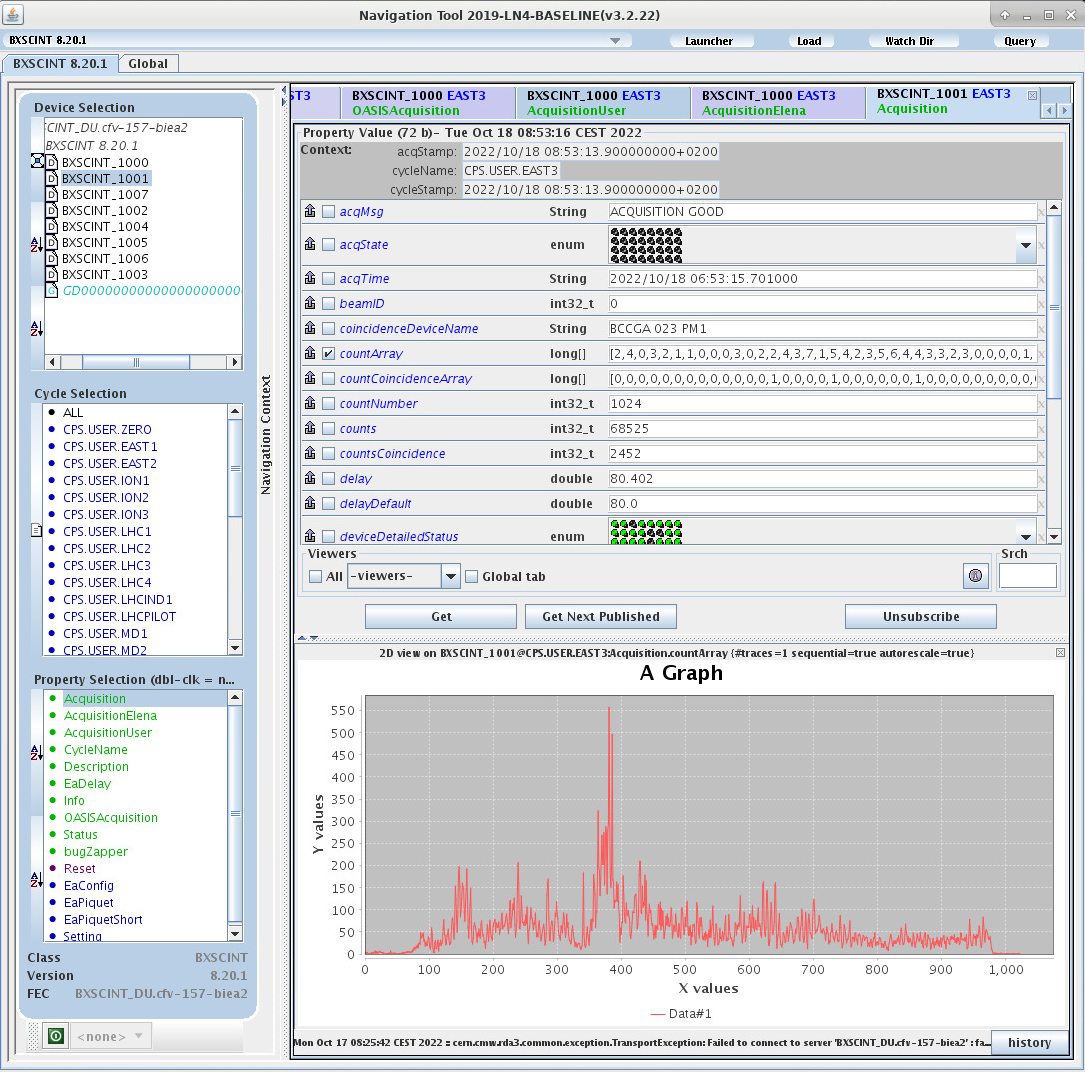 Navigation Tool 2019-LN4-BASELINE(v3.2.22)
BXSCINT 8.20.1
Launcher
Load
Watch Dir
Query
BXSCINT 8.20.1
Global
Device Selection
CINT_DU.cfv-157-biea2
BXSCINT 8.20.1
BXSCINT_1000
BXSCINT_1001
BXSCINT_1007
BXSCINT_1002
BXSCINT_1004
BXSCINT_1005
BXSCINT_1006
BXSCINT_1003
Cycle Selection
ALL
CPS.USER.ZERO
CPS.USER.EAST1
CPS.USER.EAST2
CPS.USER.ION1
CPS.USER.ION2
CPS.USER.ION3
CPS.USER.LHC1
CPS.USER.LHC2
CPS.USER.LHC3
CPS.USER.LHC4
CPS.USER.LHCIND1
CPS.USER.LHCPILOT
CPS.USER.MD1
CPS.USER.MD2
Property Selection (dbl-clk = n...
Acquisition
AcquisitionElena
AcquisitionUser
CycleName
Description
EaDelay
Info
OASISAcquisition
Status
bugZapper
Reset
EaConfig
EaPiquet
EaPiquetShort
Setting
Class BXSCINT
Version 8.20.1
FEC BXSCINT_DU.cfv-157-biea2
<none>
Navigation Context
ST3
BXSCINT_1000 EAST3
OASISAcquisition
BXSCINT_1000 EAST3
AcquisitionUser
BXSCINT_1000 EAST3
AcquisitionElena
BXSCINT_1001 EAST3
Acquisition
Property Value (72 b)- Tue Oct 18 08:53:16 CEST 2022
Context:
acqStamp: 2022/10/18 08:53:13.900000000+0200
cycleName: CPS.USER.EAST3
cycleStamp: 2022/10/18 08:53:13.900000000+0200
acqMsg String ACQUISITION GOOD
acqState enum
acqTime String 2022/10/18 06:53:15.701000
beamID int32_t 0
coincidenceDeviceName String BCCGA 023 PM1
countArray long[] [2,4,0,3,2,1,1,0,0,0,3,0,2,2,4,3,7,1,5,4,2,3,5,6,4,4,3,3,2,3,0,0,0,0,1,
countCoincidenceArray long[] [0,0,0,0,0,0,0,0,0,0,0,0,0,1,0,0,0,0,1,0,0,0,0,0,0,1,0,0,0,0,0,0,0,0,0,
countNumber int32_t 1024
counts int32_t 68525
countsCoincidence int32_t 2452
delay double 80.402
delayDefault double 80.0
deviceDetailedStatus enum
Viewers
All
-viewers-
Global tab
Srch
Get
Get Next Published
Unsubscribe
2D view on BXSCINT_1001@CPS.USER.EAST3:Acquisition.countArray {#traces=1 sequential=true autorescale=true}
A Graph
Y values
550
500
450
400
350
300
250
200
150
100
50
0
0 100 200 300 400 500 600 700 800 900 1,000
X values
Data#1
Mon Oct 17 08:25:42 CEST 2022 :: cern.cmw.rda3.common.exception.TransportException: Failed to connect to server 'BXSCINT_DU.cfv-157-biea2' : fa...
history